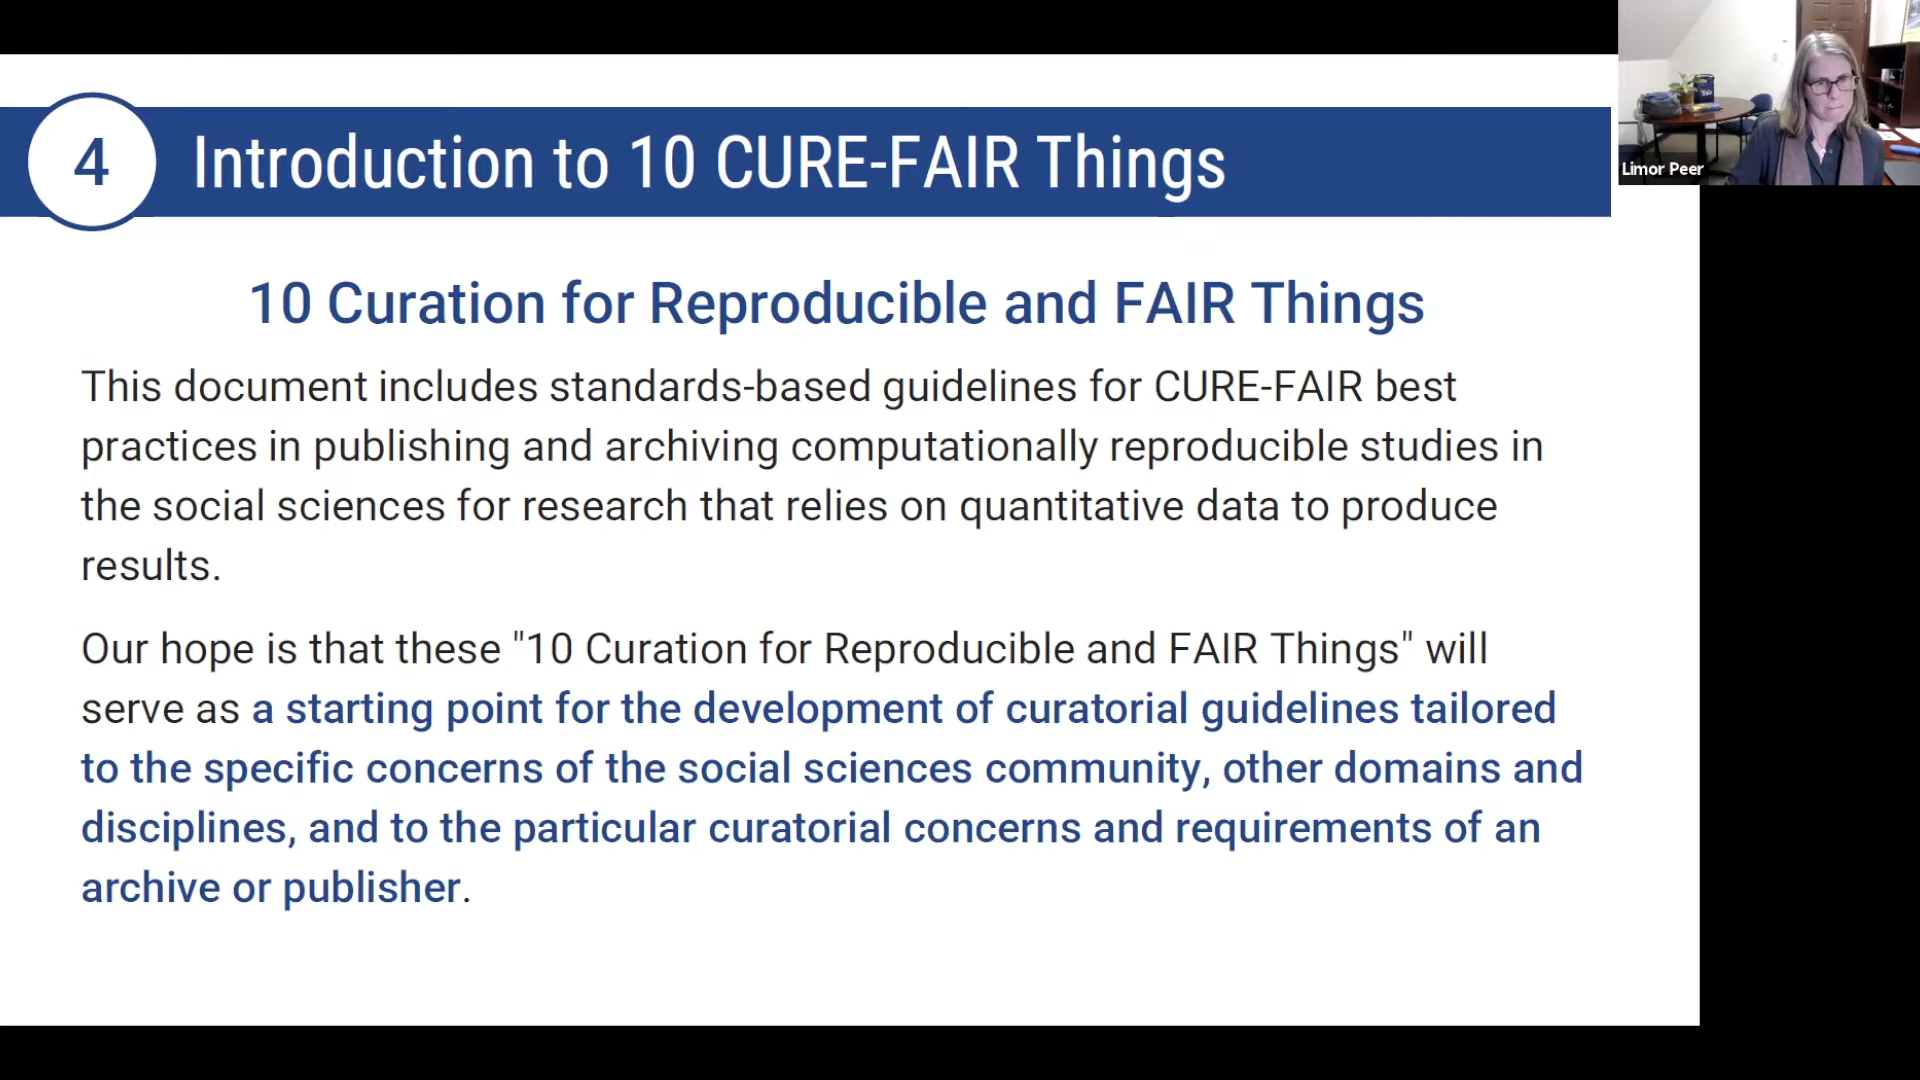 4
Introduction to 10 CURE-FAIR Things
Limor Peer
10 Curation for Reproducible and FAIR Things
This document includes standards-based guidelines for CURE-FAIR best
practices in publishing and archiving computationally reproducible studies in
the social sciences for research that relies on quantitative data to produce
results.
Our hope is that these "10 Curation for Reproducible and FAIR Things" will
serve as a starting point for the development of curatorial guidelines tailored
to the specific concerns of the social sciences community, other domains and
disciplines, and to the particular curatorial concerns and requirements of an
archive or publisher.